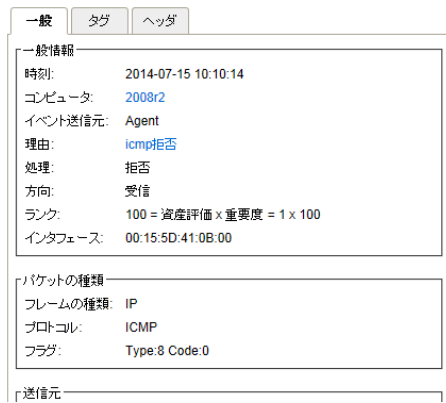 一般 タグ ヘッダ
一般情報
時刻: 2014-07-15 10:10:14
コンピュータ: 2008r2
イベント送信元: Agent
理由: icmp拒否
処理: 拒否
方向: 受信
ランク: 100 = 資産評価 x 重要度 = 1 x 100
インタフェース: 00:15:5D:41:0B:00
パケットの種類
フレームの種類: IP
プロトコル: ICMP
フラグ: Type:8 Code:0
送信元